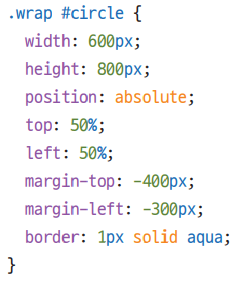 .wrap #circle {
  width: 600px;
  height: 800px;
  position: absolute;
  top: 50%;
  left: 50%;
  margin-top: -400px;
  margin-left: -300px;
  border: 1px solid aqua;
}